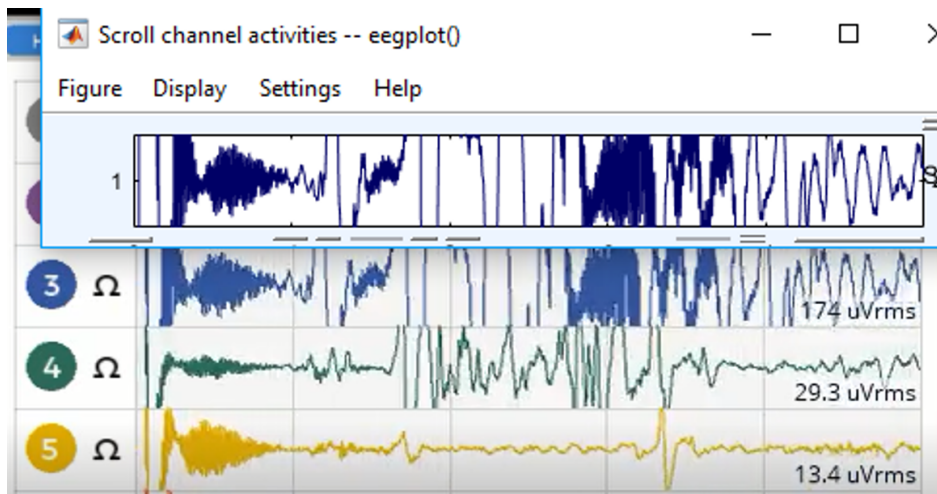 Scroll channel activities -- eegplot()
Figure Display Settings Help
1
3 Ω 174 uVrms
4 Ω 29.3 uVrms
5 Ω 13.4 uVrms